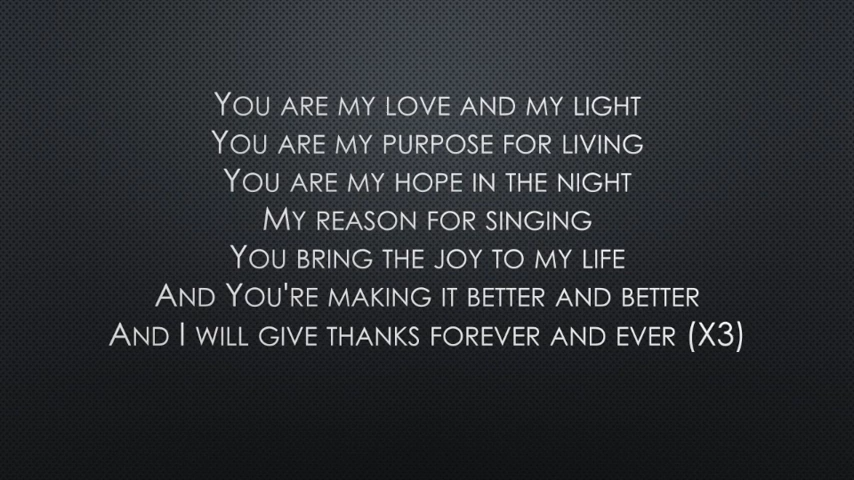 You are my love and my light
You are my purpose for living
You are my hope in the night
My reason for singing
You bring the joy to my life
And You're making it better and better
And I will give thanks forever and ever (x3)